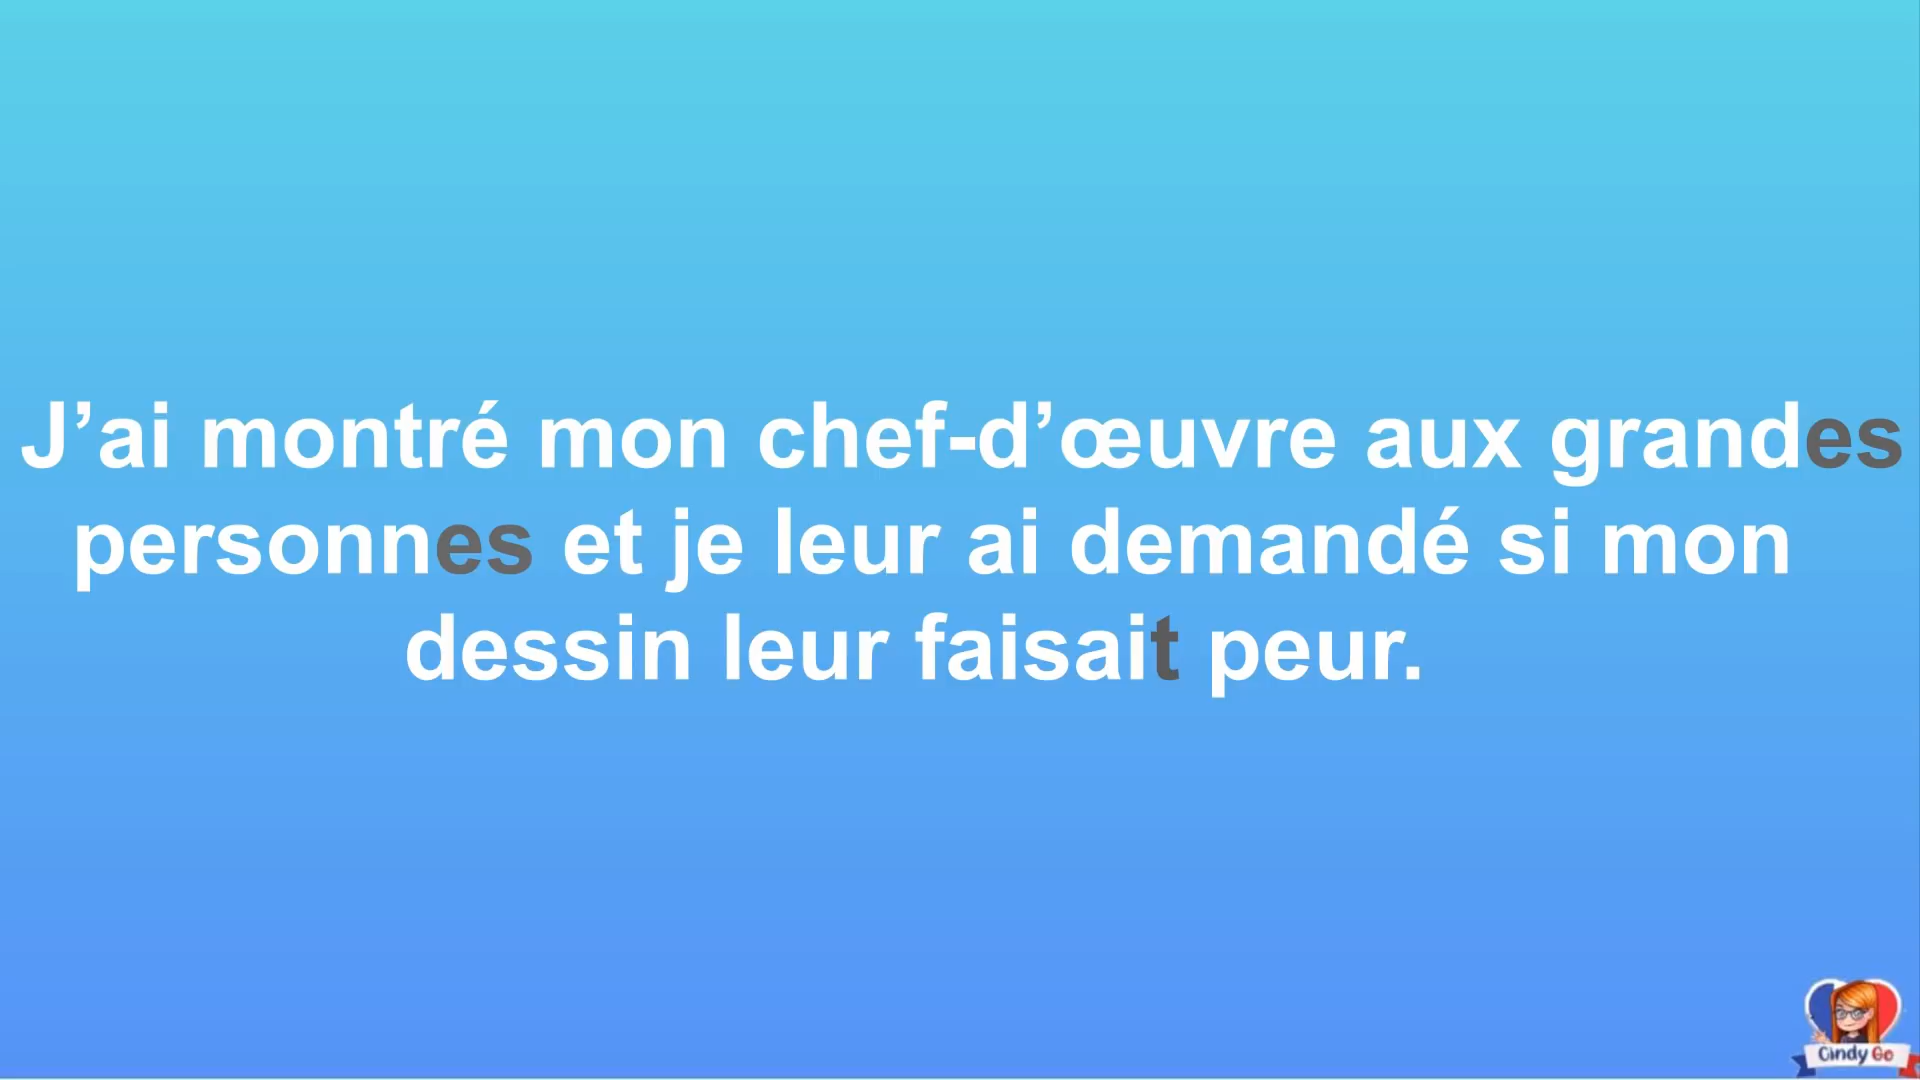 J’ai montré mon chef-d’œuvre aux grandes
personnes et je leur ai demandé si mon
dessin leur faisait peur.
Cindy Go